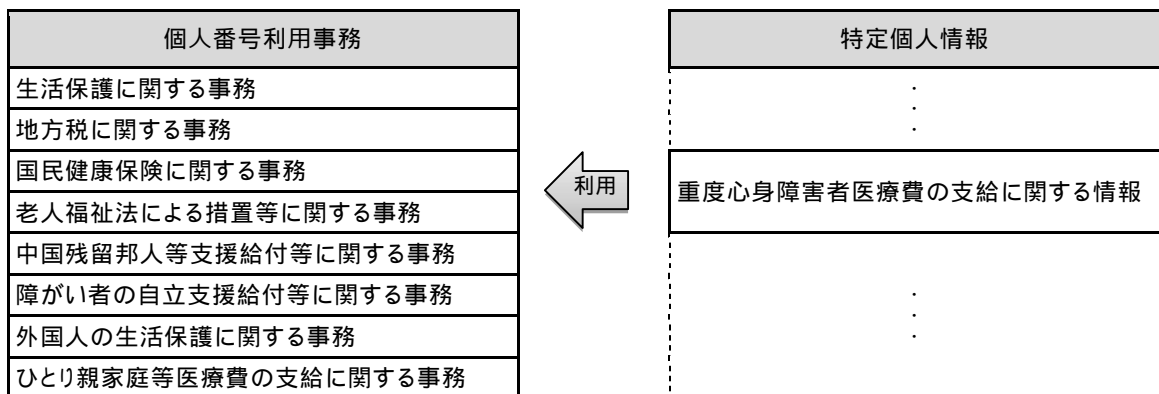 個人番号利用事務
生活保護に関する事務
地方税に関する事務
国民健康保険に関する事務
老人福祉法による措置等に関する事務
中国残留邦人等支援給付等に関する事務
障がい者の自立支援給付等に関する事務
外国人の生活保護に関する事務
ひとり親家庭等医療費の支給に関する事務
利用
特定個人情報
・
・
・
重度心身障害者医療費の支給に関する情報
・
・
・